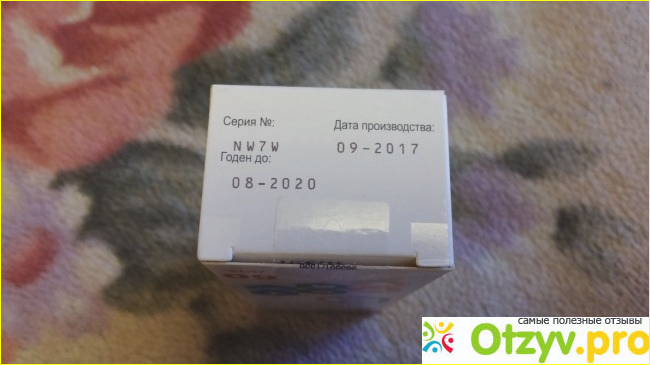 Серия №:
Дата производства:
NW7W
09-2017
Годен до:
08-2020
самые полезные отзывы
Otzyv.pro